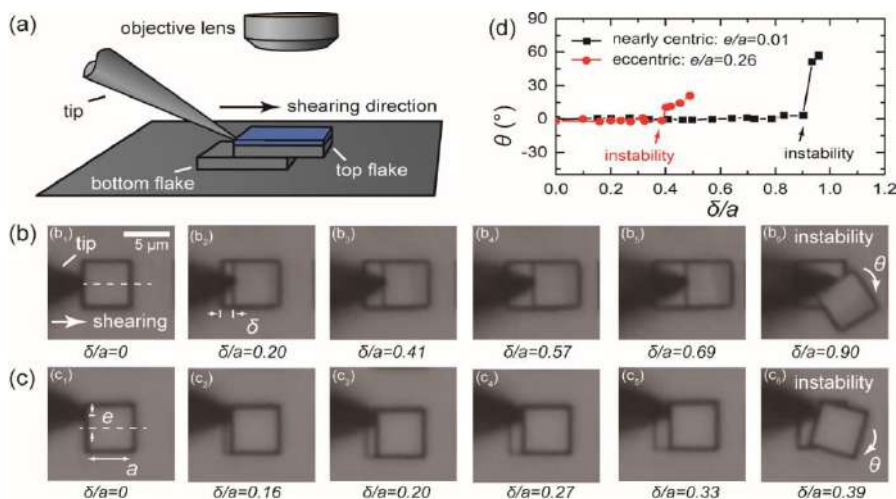 (a)
objective lens
tip
shearing direction
bottom flake
top flake
(d)
90
60
30
0
-30
θ (°)
nearly centric: e/a=0.01
eccentric: e/a=0.26
instability
instability
0.0 0.2 0.4 0.6 0.8 1.0 1.2
δ/a
(b)
(b₁)
tip
5 μm
shearing
(b₂)
δ
(b₃)
(b₄)
(b₅)
(b₆)
instability
θ
δ/a=0
δ/a=0.20
δ/a=0.41
δ/a=0.57
δ/a=0.69
δ/a=0.90
(c)
(c₁)
e
a
(c₂)
(c₃)
(c₄)
(c₅)
(c₆)
instability
θ
δ/a=0
δ/a=0.16
δ/a=0.20
δ/a=0.27
δ/a=0.33
δ/a=0.39